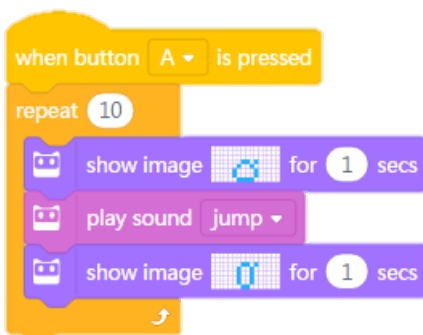 when button A is pressed
repeat 10
show image for 1 secs
play sound jump
show image for 1 secs